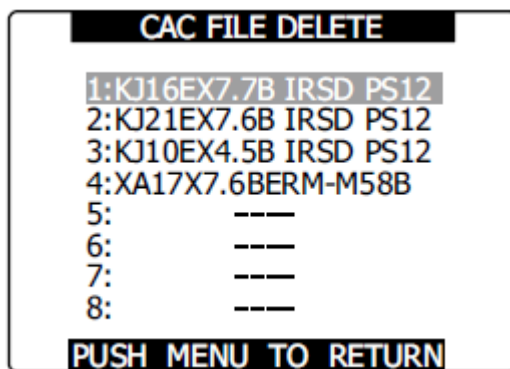 CAC FILE DELETE
1:KJ16EX7.7B IRSD PS12
2:KJ21EX7.6B IRSD PS12
3:KJ10EX4.5B IRSD PS12
4:XA17X7.6BERM-M58B
5: ---
6: ---
7: ---
8: ---
PUSH MENU TO RETURN